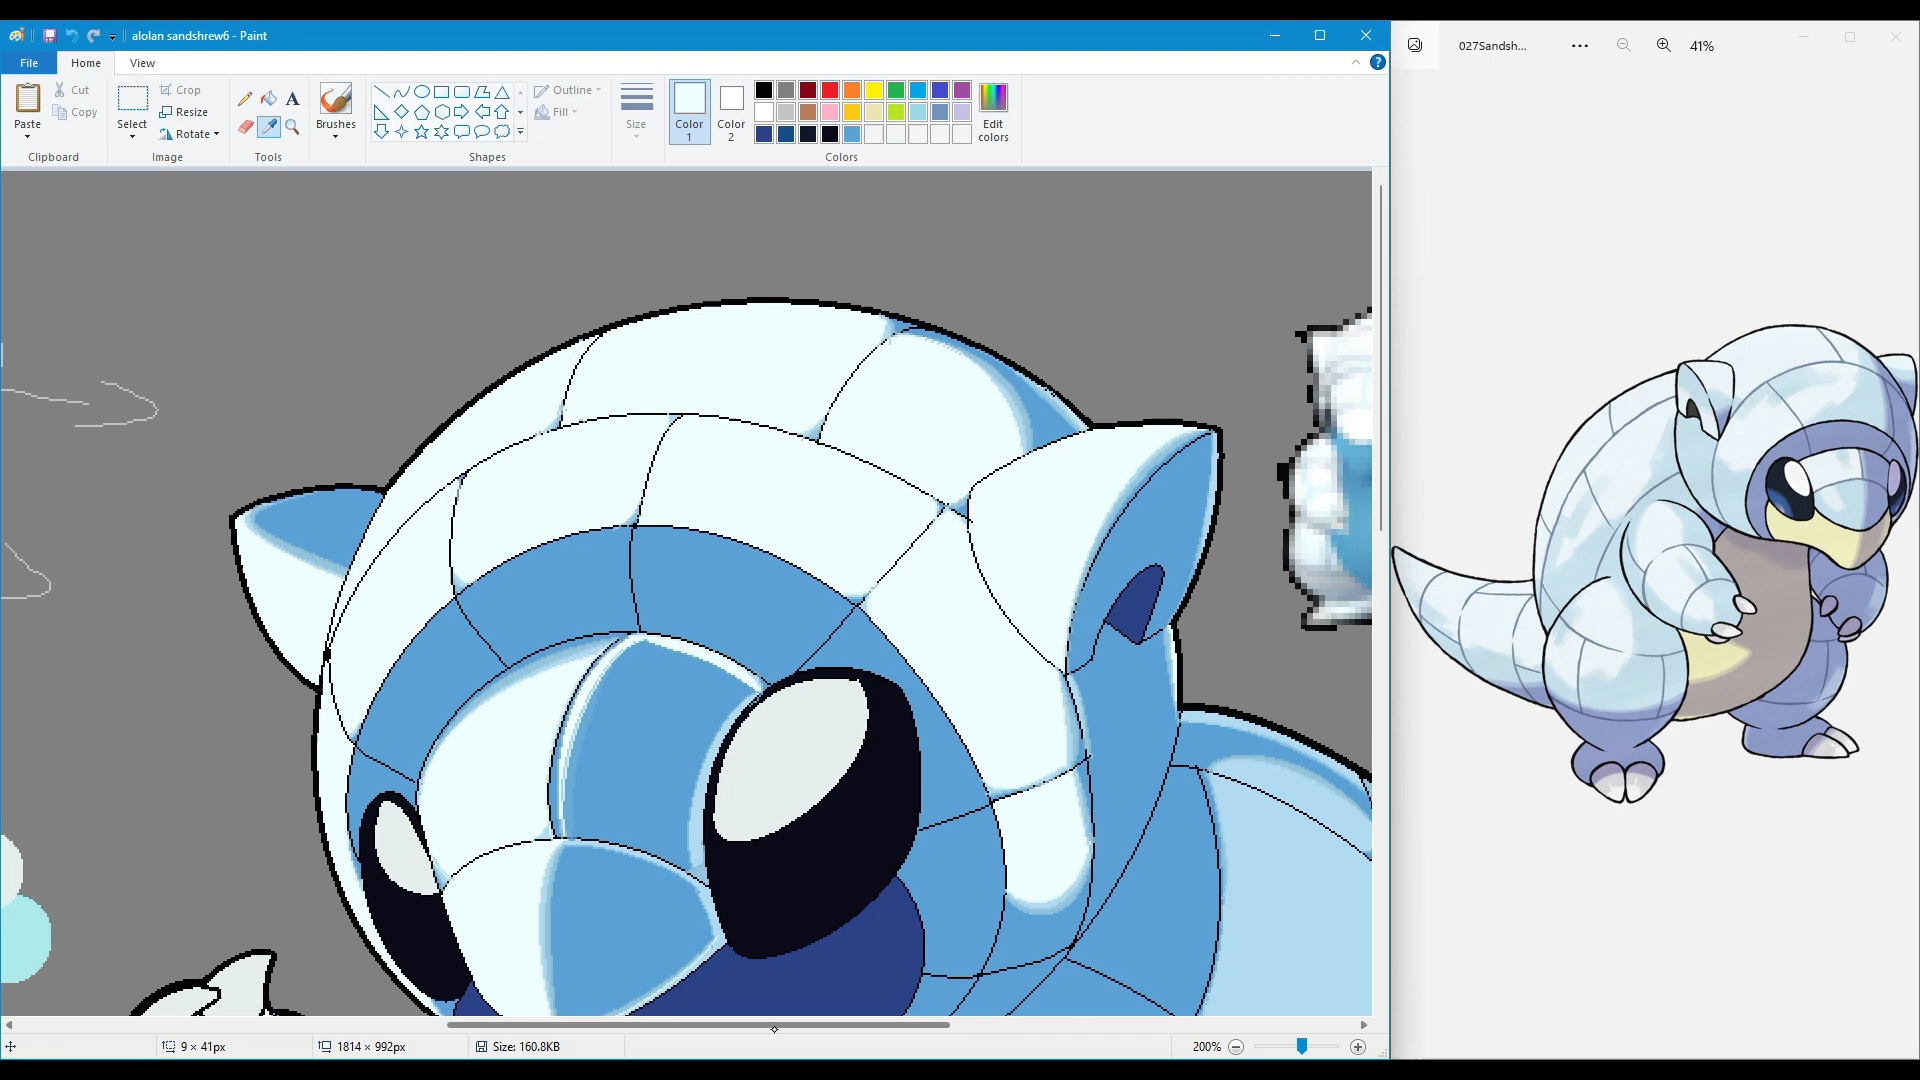 alolan sandshrew6 - Paint
File Home View
Paste
Cut
Copy
Clipboard
Select
Crop
Resize
Rotate
Image
A
Tools
Brushes
Shapes
Outline
Fill
Size
Color 1
Color 2
Edit colors
Colors
027Sandsh...
41%
9 × 41px
1814 × 992px
Size: 160.8KB
200%